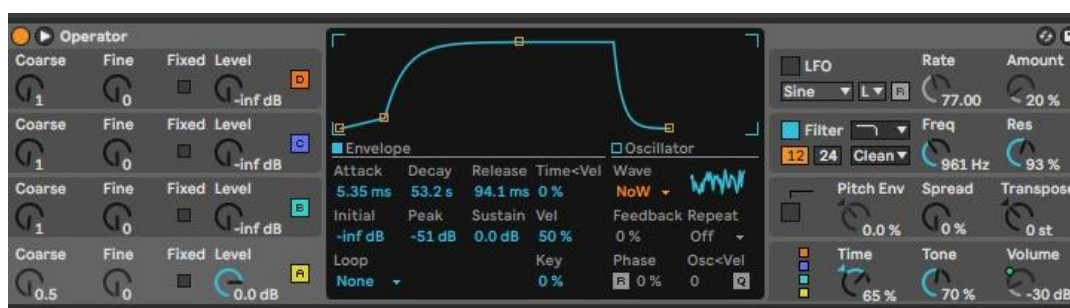 Operator
Coarse Fine Fixed Level
1 0 -inf dB D
Coarse Fine Fixed Level
1 0 -inf dB C
Coarse Fine Fixed Level
1 0 -inf dB B
Coarse Fine Fixed Level
0.5 0 0.0 dB A
Envelope
Attack Decay Release Time<Vel
5.35 ms 53.2 s 94.1 ms 0 %
Initial Peak Sustain Vel
-inf dB -51 dB 0.0 dB 50 %
Loop Key
None 0 %
Oscillator
Wave
NoW
Feedback Repeat
0 % Off
Phase Osc<Vel
R 0 % 0 Q
LFO Rate Amount
Sine L R 77.00 20 %
Filter Freq Res
12 24 Clean 961 Hz 93 %
Pitch Env Spread Transpose
0.0 % 0 % 0 st
Time Tone Volume
65 % 70 % -30 dB